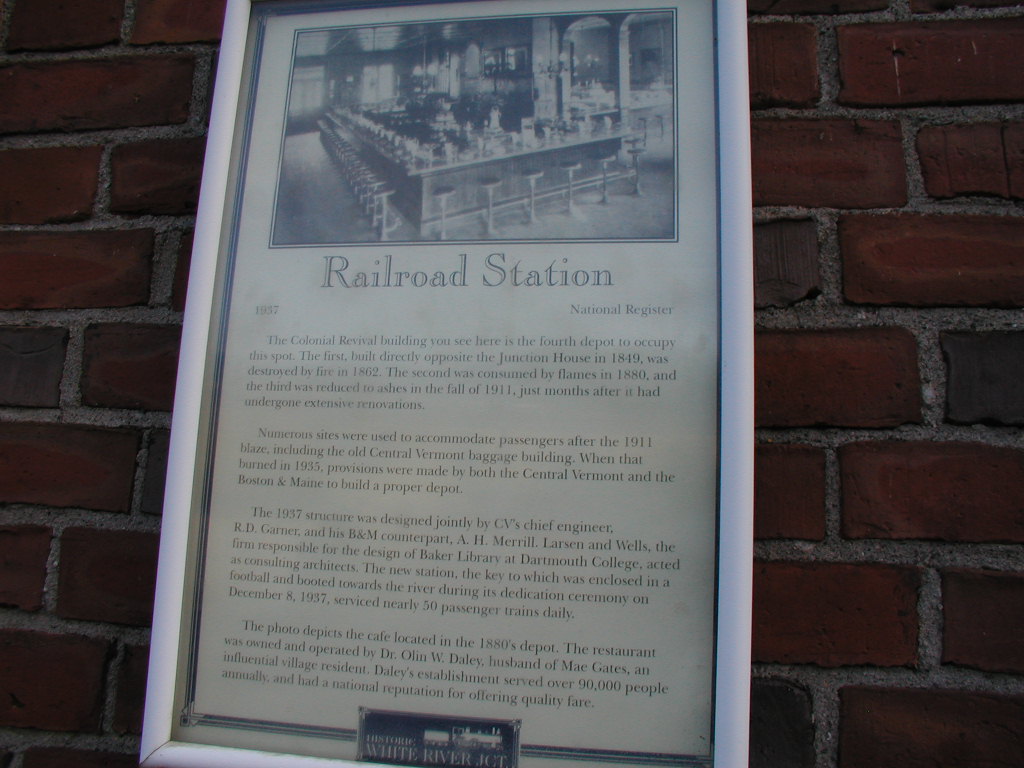 Railroad Station
1937 National Register
The Colonial Revival building you see here is the fourth depot to occupy
this spot. The first, built directly opposite the Junction House in 1849, was
destroyed by fire in 1862. The second was consumed by flames in 1880, and
the third was reduced to ashes in the fall of 1911, just months after it had
undergone extensive renovations.
Numerous sites were used to accommodate passengers after the 1911
blaze, including the old Central Vermont baggage building. When that
burned in 1935, provisions were made by both the Central Vermont and the
Boston & Maine to build a proper depot.
The 1937 structure was designed jointly by CV's chief engineer,
R.D. Garner, and his B&M counterpart, A. H. Merrill. Larsen and Wells, the
firm responsible for the design of Baker Library at Dartmouth College, acted
as consulting architects. The new station, the key to which was enclosed in a
football and booted towards the river during its dedication ceremony on
December 8, 1937, serviced nearly 50 passenger trains daily.
The photo depicts the cafe located in the 1880's depot. The restaurant
was owned and operated by Dr. Olin W. Daley, husband of Mae Gates, an
influential village resident. Daley's establishment served over 90,000 people
annually, and had a national reputation for offering quality fare.
HISTORIC
WHITE RIVER JCT.